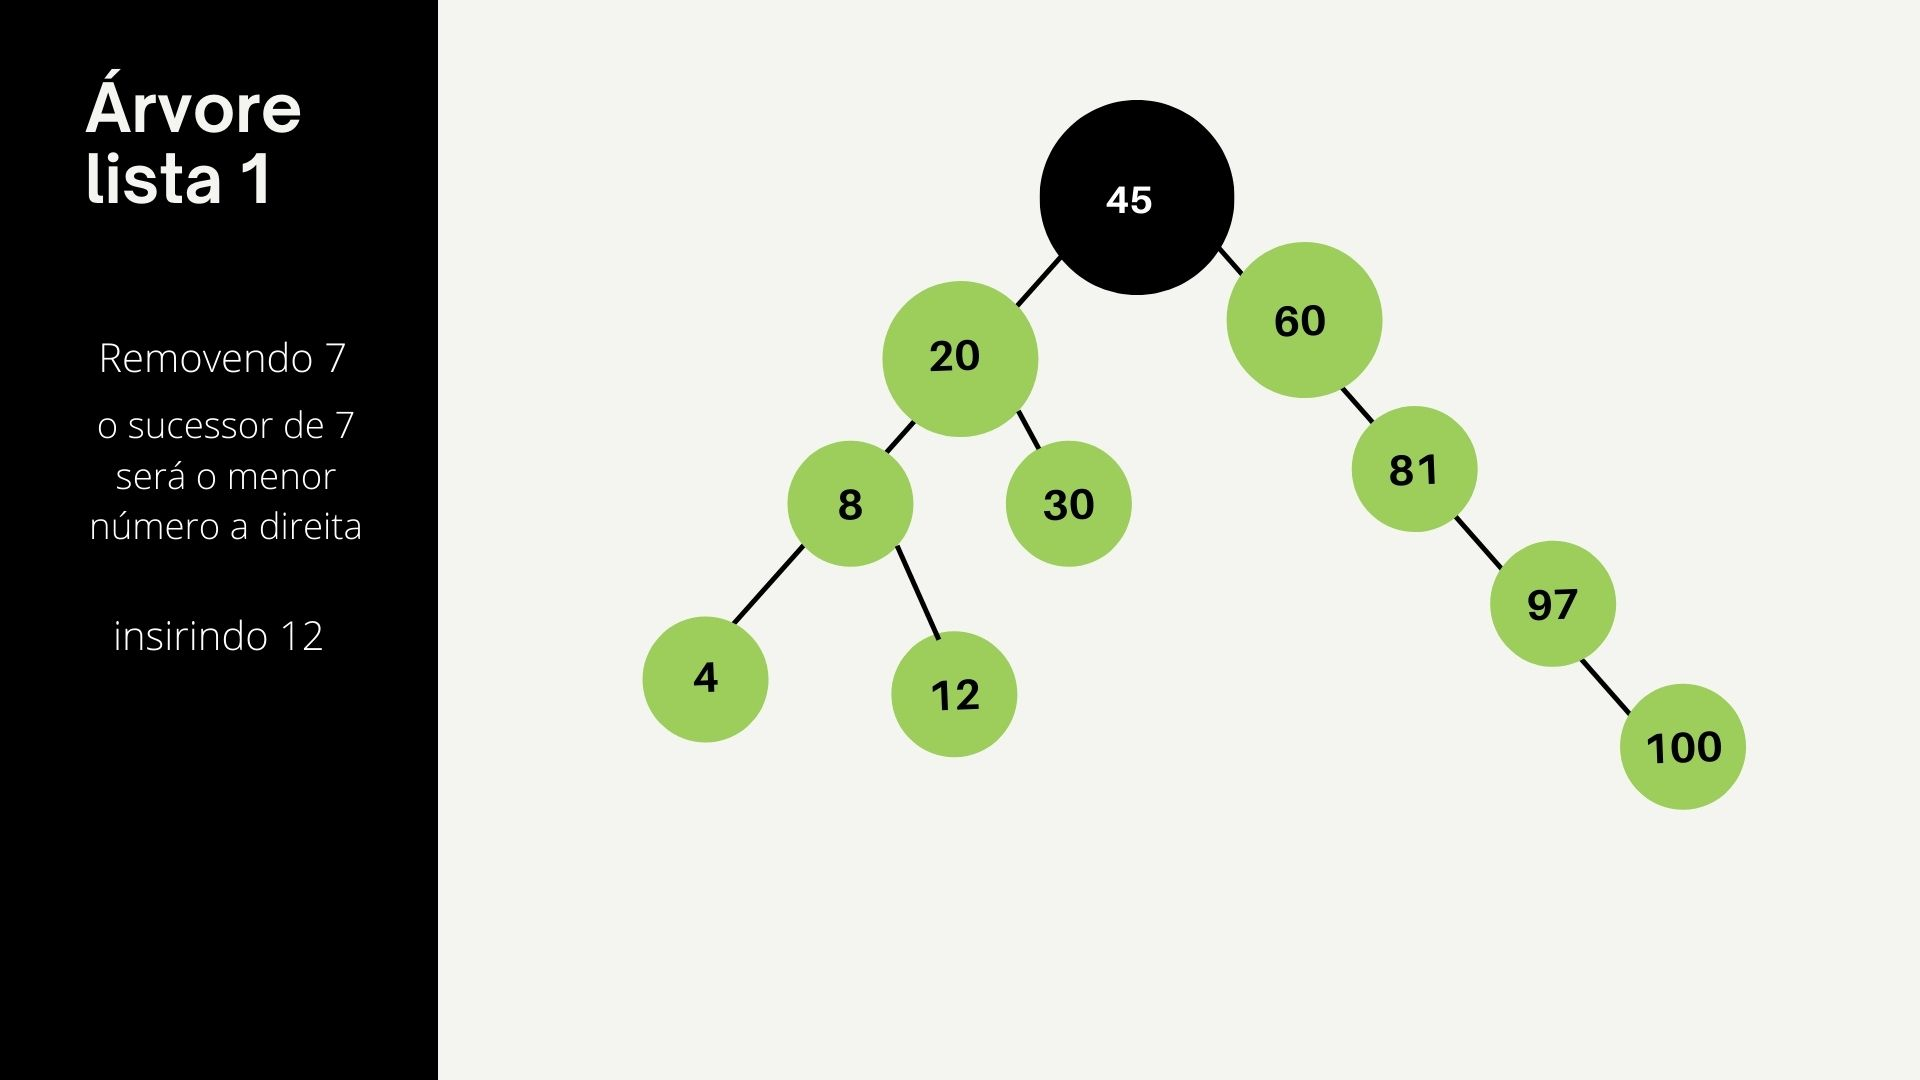 Árvore
lista 1
Removendo 7
o sucessor de 7
será o menor
número a direita
insirindo 12
45
60
20
81
8
30
97
4
12
100